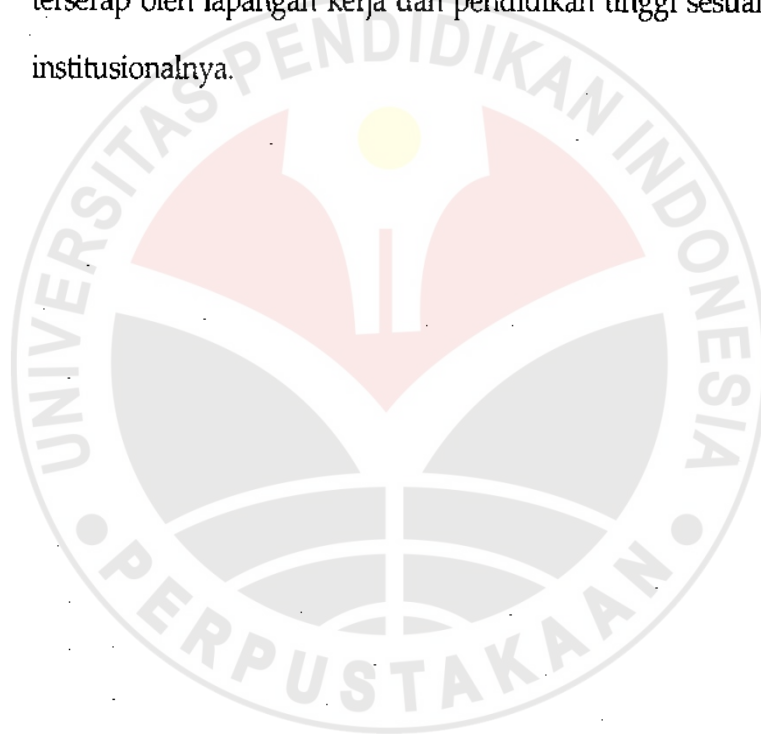 terserap oleh lapangan kerja dan pendidikan tinggi sesuai
institusionalnya.
UNIVERSITAS PENDIDIKAN INDONESIA
PERPUSTAKAAN